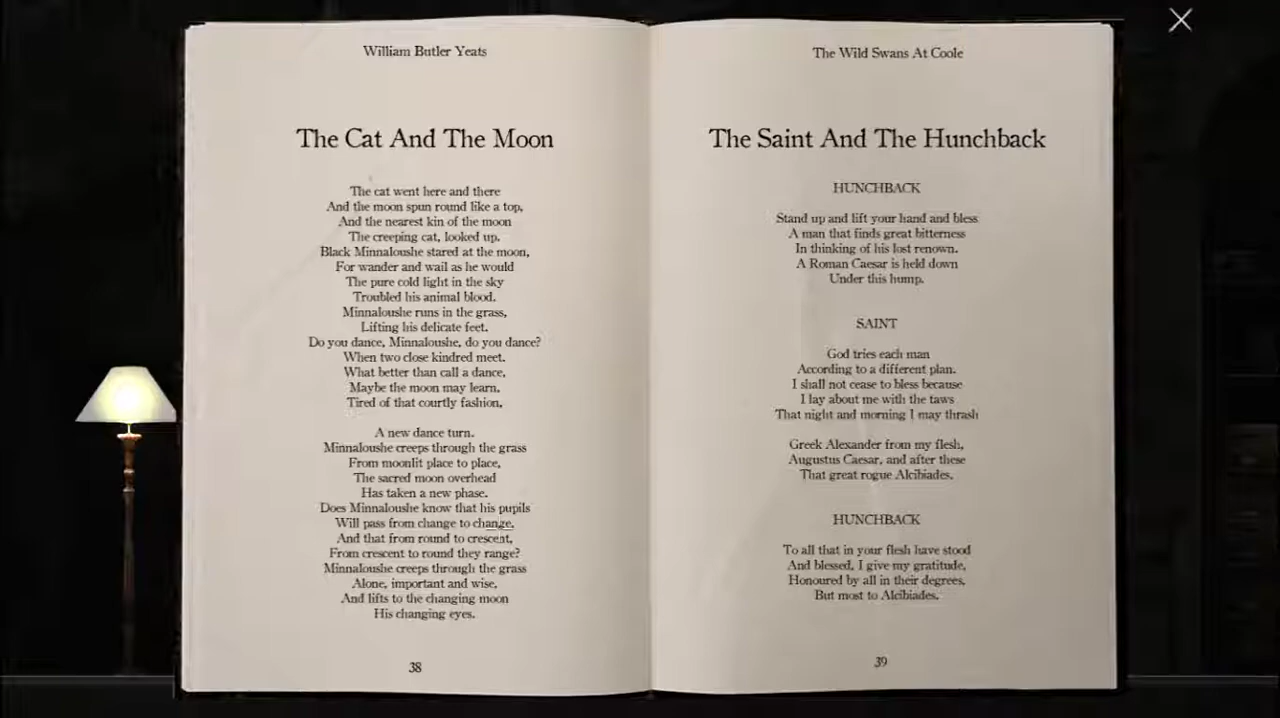 William Butler Yeats
The Cat And The Moon
The cat went here and there
And the moon spun round like a top,
And the nearest kin of the moon
The creeping cat, looked up.
Black Minnaloushe stared at the moon,
For wander and wail as he would
The pure cold light in the sky
Troubled his animal blood.
Minnaloushe runs in the grass,
Lifting his delicate feet.
Do you dance, Minnaloushe, do you dance?
When two close kindred meet.
What better than call a dance,
Maybe the moon may learn,
Tired of that courtly fashion,
A new dance turn.
Minnaloushe creeps through the grass
From moonlit place to place,
The sacred moon overhead
Has taken a new phase.
Does Minnaloushe know that his pupils
Will pass from change to change,
And that from round to crescent,
From crescent to round they range?
Minnaloushe creeps through the grass
Alone, important and wise,
And lifts to the changing moon
His changing eyes.
38
The Wild Swans At Coole
The Saint And The Hunchback
HUNCHBACK
Stand up and lift your hand and bless
A man that finds great bitterness
In thinking of his lost renown.
A Roman Caesar is held down
Under this hump.
SAINT
God tries each man
According to a different plan.
I shall not cease to bless because
I lay about me with the taws
That night and morning I may thrash
Greek Alexander from my flesh,
Augustus Caesar, and after these
That great rogue Alcibiades.
HUNCHBACK
To all that in your flesh have stood
And blessed, I give my gratitude,
Honoured by all in their degrees,
But most to Alcibiades.
39